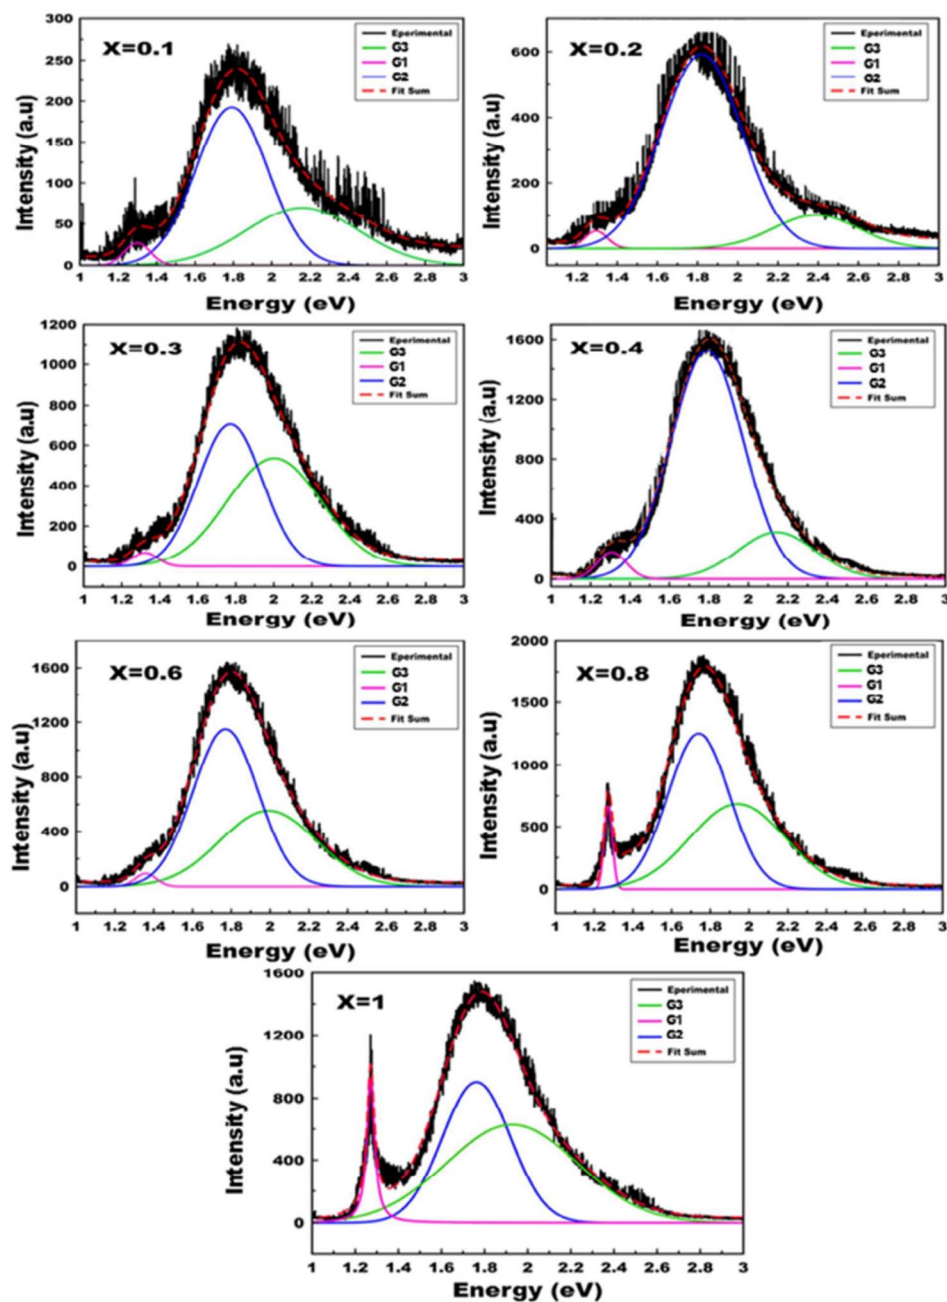 X=0.1
Eperimental
G3
G1
G2
Fit Sum
Intensity (a.u)
300
250
200
150
100
50
0
1 1.2 1.4 1.6 1.8 2 2.2 2.4 2.6 2.8 3
Energy (eV)
X=0.2
Eperimental
G3
G1
G2
Fit Sum
Intensity (a.u)
600
400
200
0
1.2 1.4 1.6 1.8 2 2.2 2.4 2.6 2.8 3
Energy (eV)
X=0.3
Eperimental
G3
G1
G2
Fit Sum
Intensity (a.u)
1200
1000
800
600
400
200
0
1 1.2 1.4 1.6 1.8 2 2.2 2.4 2.6 2.8 3
Energy (eV)
X=0.4
Eperimental
G3
G1
G2
Fit Sum
Intensity (a.u)
1600
1200
800
400
0
1 1.2 1.4 1.6 1.8 2 2.2 2.4 2.6 2.8 3
Energy (eV)
X=0.6
Eperimental
G3
G1
G2
Fit Sum
Intensity (a.u)
1600
1200
800
400
0
1 1.2 1.4 1.6 1.8 2 2.2 2.4 2.6 2.8 3
Energy (eV)
X=0.8
Eperimental
G3
G1
G2
Fit Sum
Intensity (a.u)
2000
1500
1000
500
0
1 1.2 1.4 1.6 1.8 2 2.2 2.4 2.6 2.8 3
Energy (eV)
X=1
Eperimental
G3
G1
G2
Fit Sum
Intensity (a.u)
1600
1200
800
400
0
1 1.2 1.4 1.6 1.8 2 2.2 2.4 2.6 2.8 3
Energy (eV)